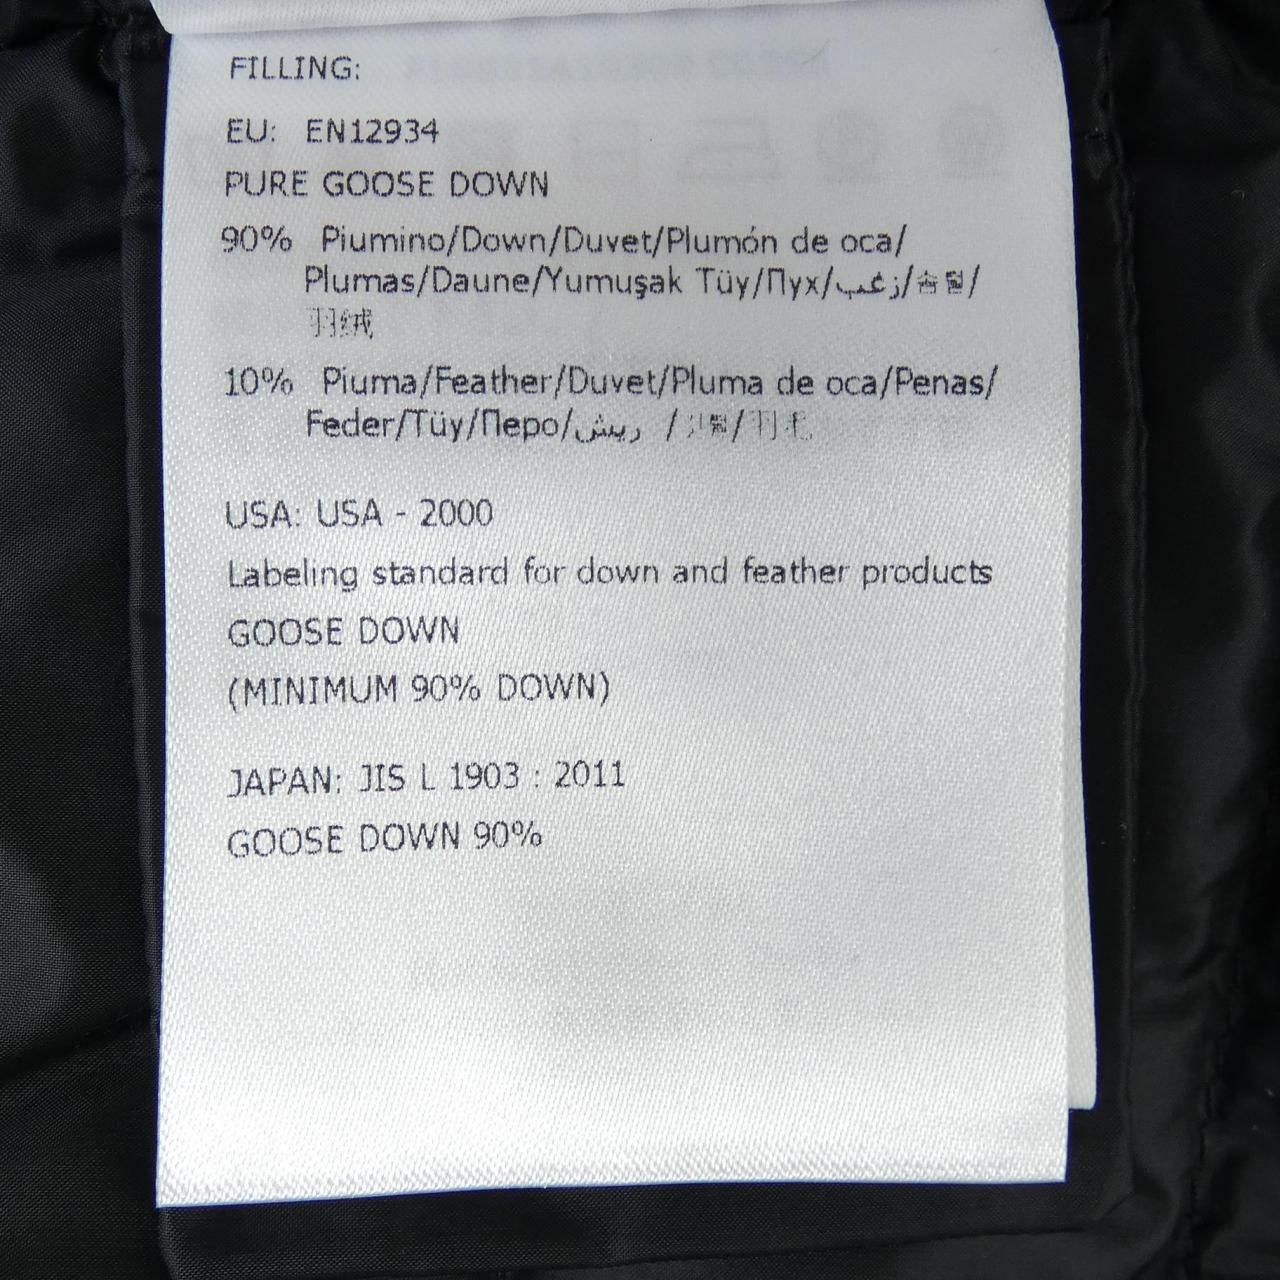 FILLING:
EU: EN12934
PURE GOOSE DOWN
90% Piumino/Down/Duvet/Plumón de oca/
Plumas/Daune/Yumuşak Tüy/Пух/زغب/솜털/
羽绒
10% Piuma/Feather/Duvet/Pluma de oca/Penas/
Feder/Tüy/Перо/ريش / /羽毛
USA: USA - 2000
Labeling standard for down and feather products
GOOSE DOWN
(MINIMUM 90% DOWN)
JAPAN: JIS L 1903 : 2011
GOOSE DOWN 90%